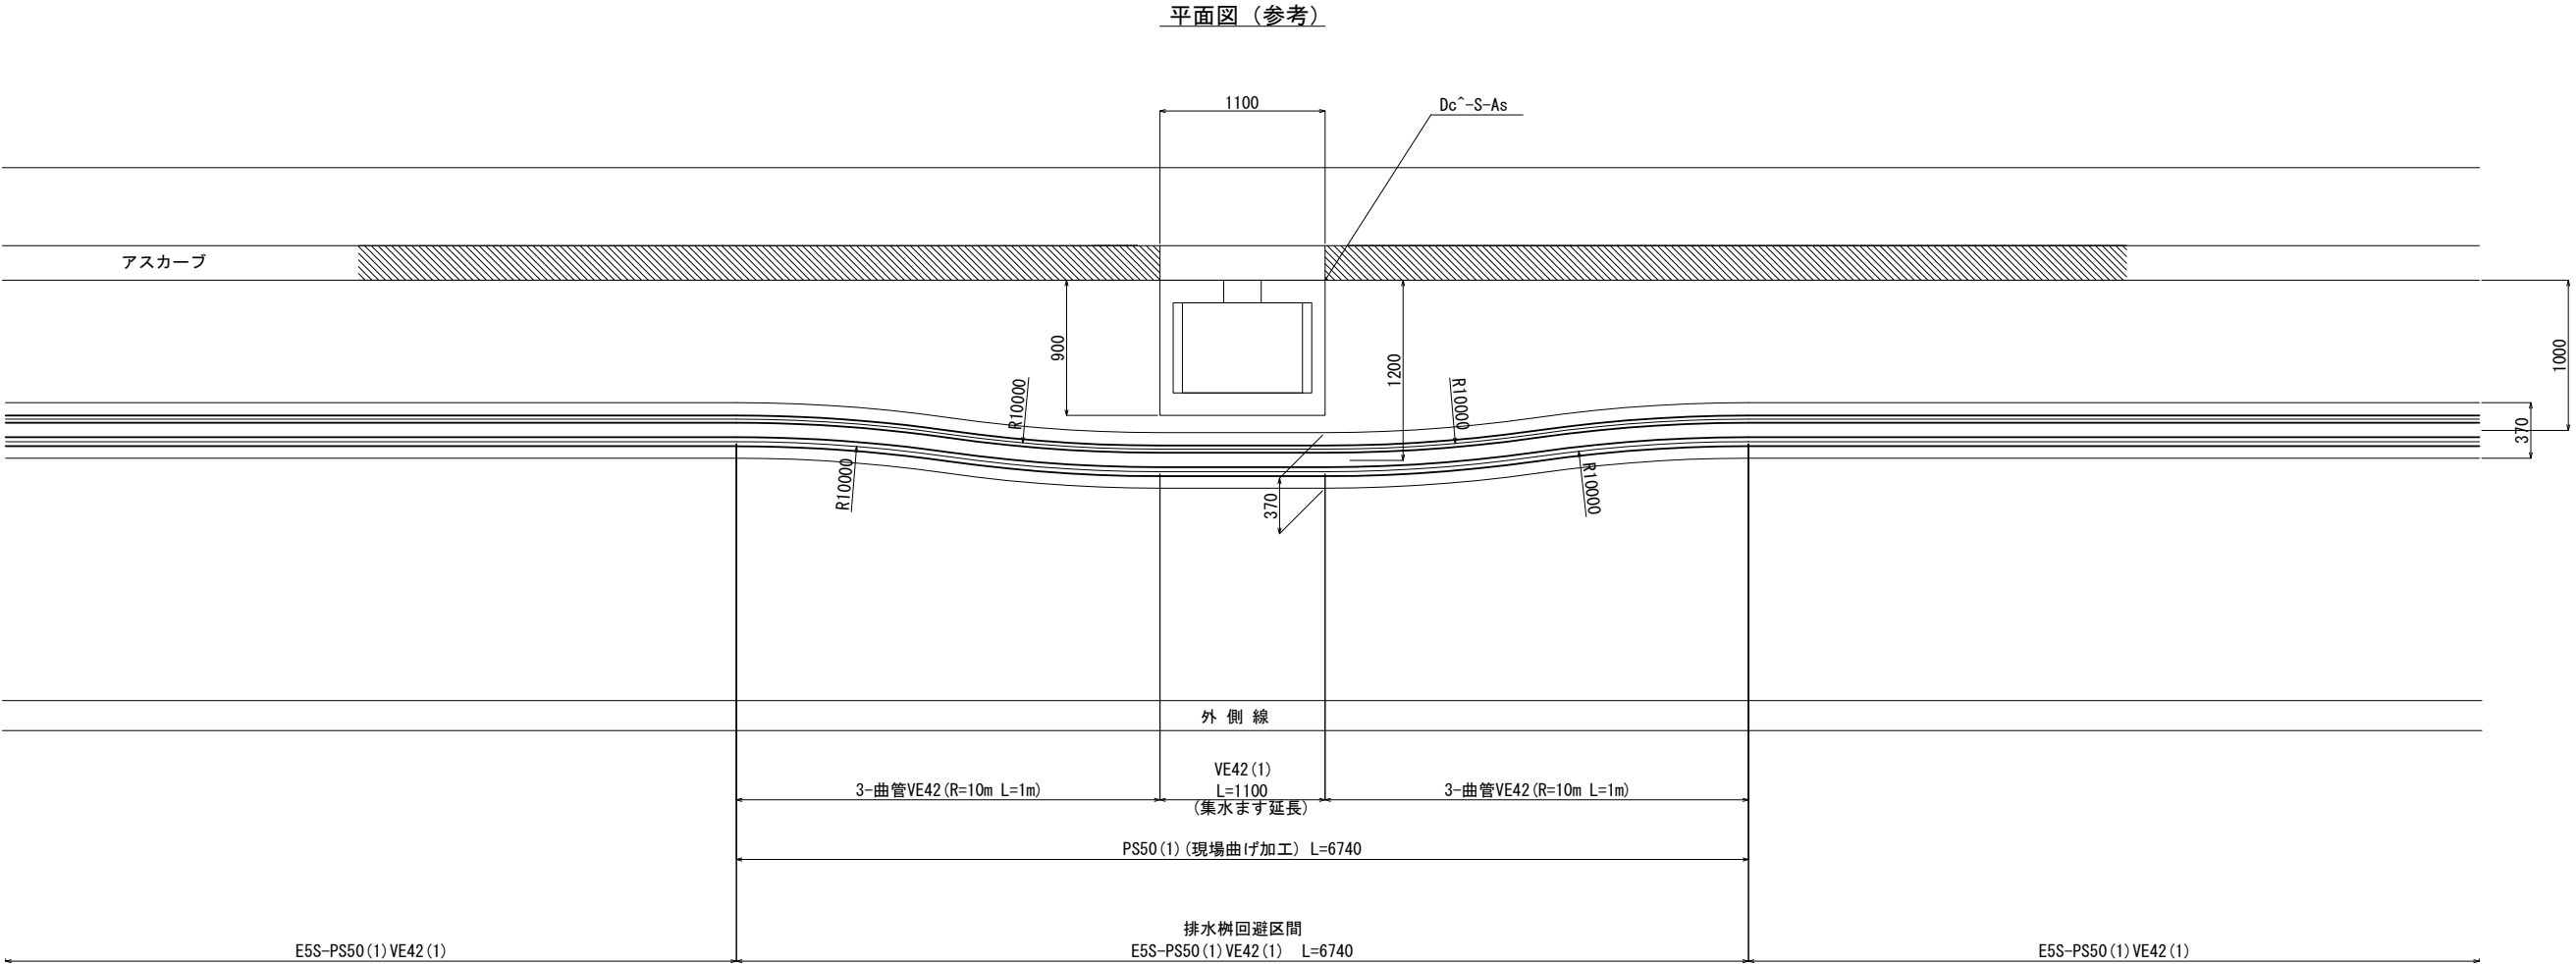 平面図（参考）
1100
Dc^-S-As
アスカーブ
900
1200
1000
R10000
R10000
370
R10000
R10000
370
外 側 線
VE42(1)
3-曲管VE42(R=10m L=1m)
L=1100
3-曲管VE42(R=10m L=1m)
(集水ます延長)
PS50(1)(現場曲げ加工) L=6740
排水桝回避区間
E5S-PS50(1)VE42(1)
E5S-PS50(1)VE42(1) L=6740
E5S-PS50(1)VE42(1)